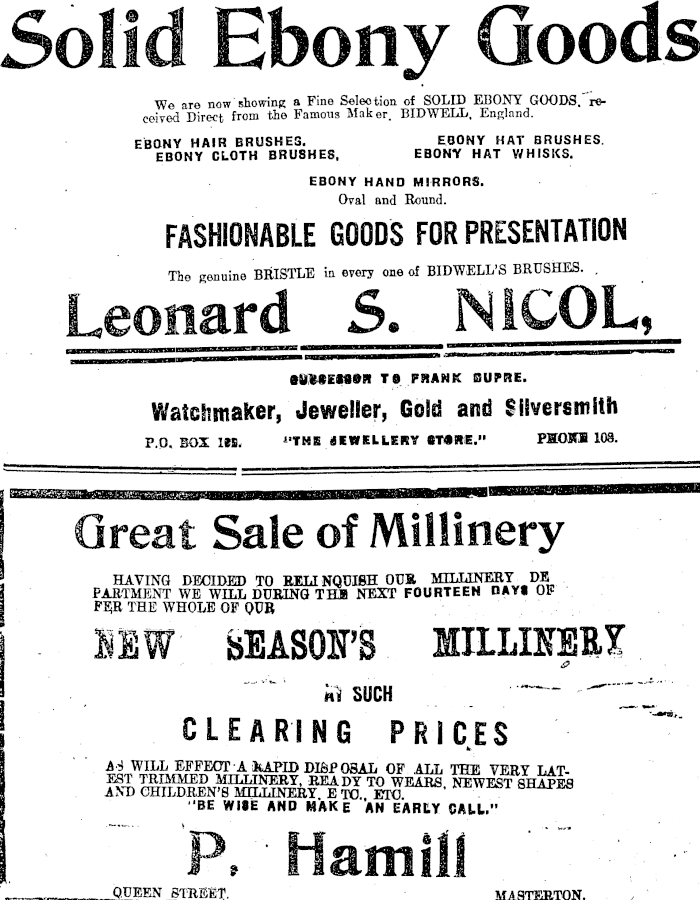 Solid Ebony Goods
We are now showing a Fine Selection of SOLID EBONY GOODS, re-
ceived Direct from the Famous Maker, BIDWELL, England.
EBONY HAIR BRUSHES. EBONY HAT BRUSHES.
EBONY CLOTH BRUSHES, EBONY HAT WHISKS.
EBONY HAND MIRRORS.
Oval and Round.
FASHIONABLE GOODS FOR PRESENTATION
The genuine BRISTLE in every one of BIDWELL'S BRUSHES.
Leonard S. NICOL,
SUCCESSOR TO FRANK DUPRE.
Watchmaker, Jeweller, Gold and Silversmith
P.O. BOX "THE JEWELLERY STORE." PHONE 108.
Great Sale of Millinery
HAVING DECIDED TO RELINQUISH OUR MILLINERY DE
PARTMENT WE WILL DURING THE NEXT FOURTEEN DAYS OF
FER THE WHOLE OF OUR
NEW SEASON'S MILLINERY
AT SUCH
CLEARING PRICES
AS WILL EFFECT A RAPID DISPOSAL OF ALL THE VERY LAT-
EST TRIMMED MILLINERY, READY TO WEARS, NEWEST SHAPES
AND CHILDREN'S MILLINERY, ETC., ETC.
"BE WISE AND MAKE AN EARLY CALL."
P. Hamill
QUEEN STREET. MASTERTON.